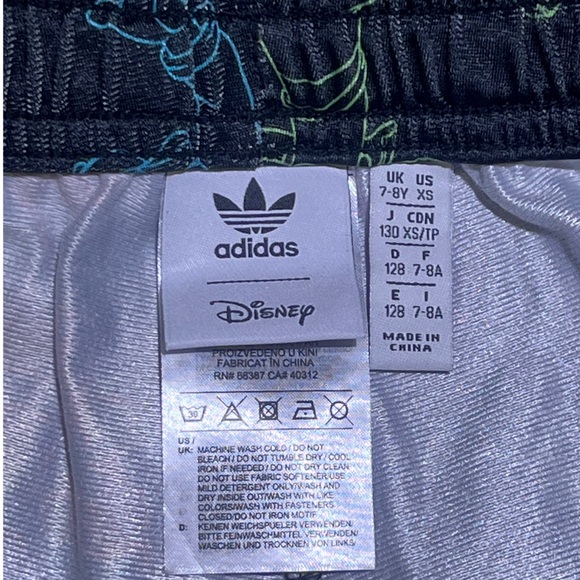 adidas
Disney
UK US
7-8Y XS
J CDN
130 XS/TP
D F
128 7-8A
E I
128 7-8A
MADE IN
CHINA
PROIZVEDENO U KINI
FABRICAT ÎN CHINA
RN# 88387 CA# 40312
30
US /
UK: MACHINE WASH COLD / DO NOT
BLEACH / DO NOT TUMBLE DRY / COOL
IRON IF NEEDED / DO NOT DRY CLEAN
DO NOT USE FABRIC SOFTENER/USE
MILD DETERGENT ONLY/WASH AND
DRY INSIDE OUT/WASH WITH LIKE
COLORS/WASH WITH FASTENERS
CLOSED/DO NOT IRON MOTIF
D: KEINEN WEICHSPUELER VERWENDEN/
BITTE FEINWASCHMITTEL VERWENDEN/
WASCHEN UND TROCKNEN VON LINKS/